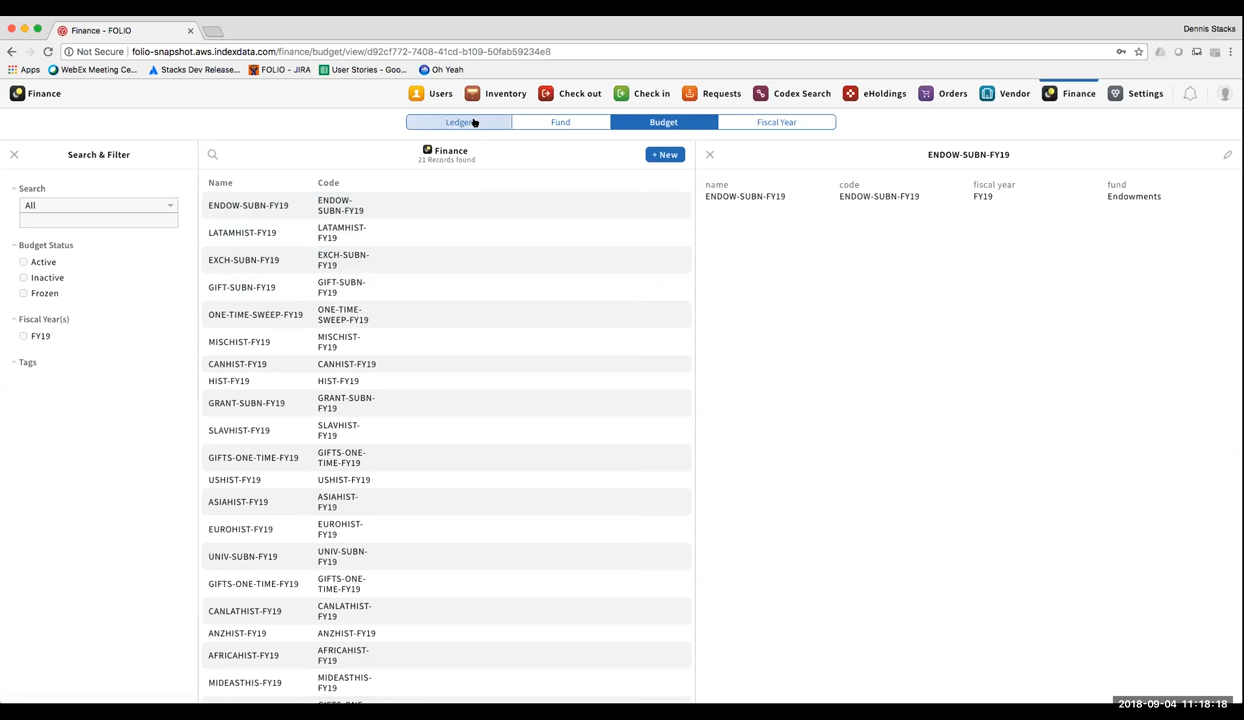 Finance - FOLIO
Dennis Stacks
Not Secure folio-snapshot.aws.indexdata.com/finance/budget/view/d92cf772-7408-41cd-b109-50fab59234e8
Apps WebEx Meeting Ce... Stacks Dev Release... FOLIO - JIRA User Stories - Goo... Oh Yeah
Finance Users Inventory Check out Check in Requests Codex Search eHoldings Orders Vendor Finance Settings
Fund Budget Fiscal Year
Search & Filter
Finance
21 Records found
+ New
ENDOW-SUBN-FY19
Search
All
Budget Status
Active
Inactive
Frozen
Fiscal Year(s)
FY19
Tags
Name Code
ENDOW-SUBN-FY19 ENDOW-
SUBN-FY19
LATAMHIST-FY19 LATAMHIST-
FY19
EXCH-SUBN-FY19 EXCH-SUBN-
FY19
GIFT-SUBN-FY19 GIFT-SUBN-
FY19
ONE-TIME-SWEEP-FY19 ONE-TIME-
SWEEP-FY19
MISCHIST-FY19 MISCHIST-
FY19
CANHIST-FY19 CANHIST-FY19
HIST-FY19 HIST-FY19
GRANT-SUBN-FY19 GRANT-SUBN-
FY19
SLAVHIST-FY19 SLAVHIST-
FY19
GIFTS-ONE-TIME-FY19 GIFTS-ONE-
TIME-FY19
USHIST-FY19 USHIST-FY19
ASIAHIST-FY19 ASIAHIST-
FY19
EUROHIST-FY19 EUROHIST-
FY19
UNIV-SUBN-FY19 UNIV-SUBN-
FY19
GIFTS-ONE-TIME-FY19 GIFTS-ONE-
TIME-FY19
CANLATHIST-FY19 CANLATHIST-
FY19
ANZHIST-FY19 ANZHIST-FY19
AFRICAHIST-FY19 AFRICAHIST-
FY19
MIDEASTHIS-FY19 MIDEASTHIS-
FY19
name code fiscal year fund
ENDOW-SUBN-FY19 ENDOW-SUBN-FY19 FY19 Endowments
2018-09-04 11:18:18